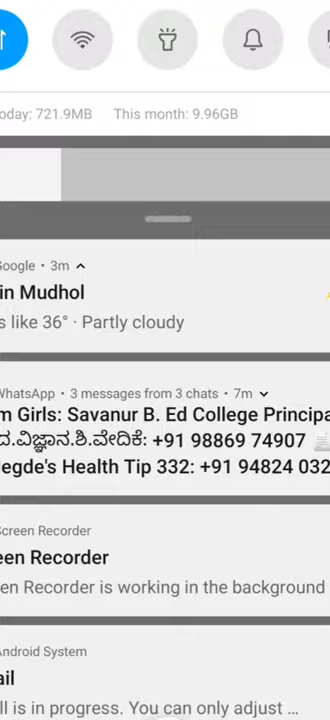 oday: 721.9MB This month: 9.96GB
Google • 3m
in Mudhol
s like 36° · Partly cloudy
WhatsApp • 3 messages from 3 chats • 7m
m Girls: Savanur B. Ed College Principa
ದ.ವಿಜ್ಞಾನ.ಶಿ.ವೇದಿಕೆ: +91 98869 74907
legde's Health Tip 332: +91 94824 032
Screen Recorder
een Recorder
en Recorder is working in the background
Android System
ail
ll is in progress. You can only adjust ...